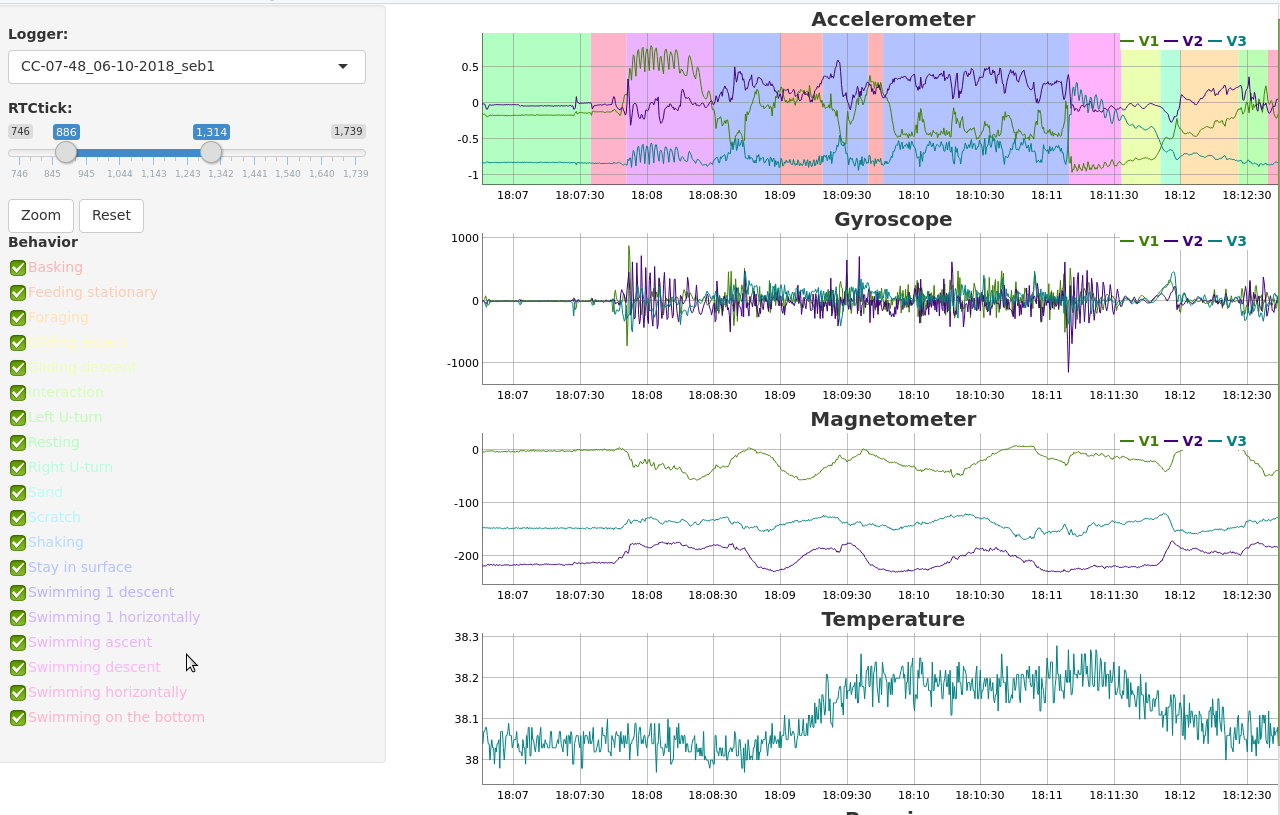 Logger:
CC-07-48_06-10-2018_seb1
RTCtick:
746 886 1,314 1,739
746 845 945 1,044 1,143 1,243 1,342 1,441 1,540 1,640 1,739
Zoom Reset
Behavior
Basking
Feeding stationary
Foraging
Gliding ascent
Gliding descent
Interaction
Left U-turn
Resting
Right U-turn
Sand
Scratch
Shaking
Stay in surface
Swimming 1 descent
Swimming 1 horizontally
Swimming ascent
Swimming descent
Swimming horizontally
Swimming on the bottom
Accelerometer
V1 V2 V3
0.5
0
-0.5
-1
18:07 18:07:30 18:08 18:08:30 18:09 18:09:30 18:10 18:10:30 18:11 18:11:30 18:12 18:12:30
Gyroscope
V1 V2 V3
1000
0
-1000
18:07 18:07:30 18:08 18:08:30 18:09 18:09:30 18:10 18:10:30 18:11 18:11:30 18:12 18:12:30
Magnetometer
V1 V2 V3
0
-100
-200
18:07 18:07:30 18:08 18:08:30 18:09 18:09:30 18:10 18:10:30 18:11 18:11:30 18:12 18:12:30
Temperature
38.3
38.2
38.1
38
18:07 18:07:30 18:08 18:08:30 18:09 18:09:30 18:10 18:10:30 18:11 18:11:30 18:12 18:12:30